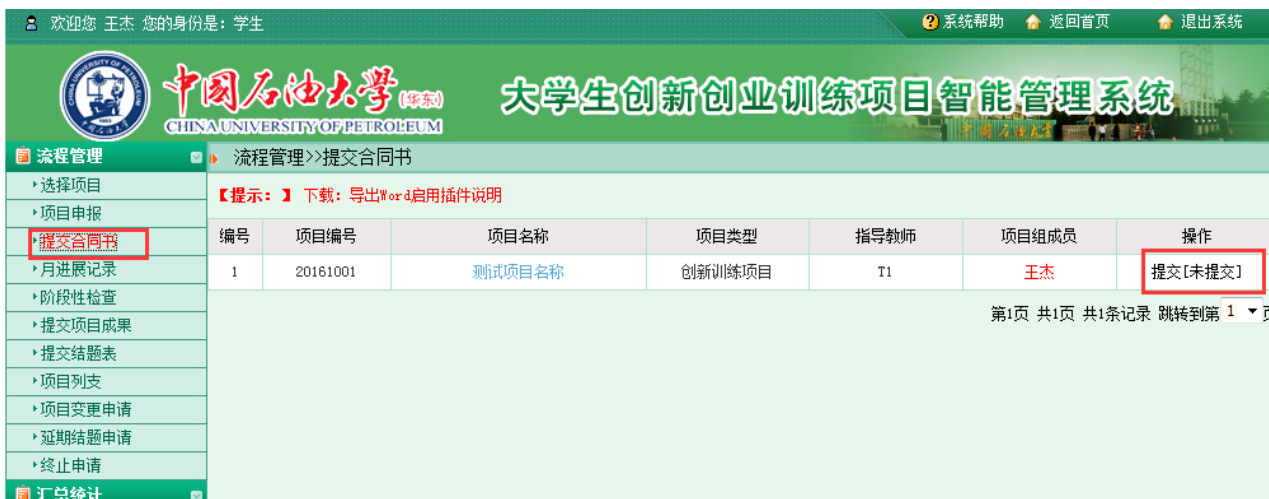 欢迎您 王杰 您的身份是: 学生
系统帮助 返回首页 退出系统
中国石油大学(华东)
CHINA UNIVERSITY OF PETROLEUM
大学生创新创业训练项目智能管理系统
流程管理
流程管理>>提交合同书
选择项目
项目申报
提交合同书
月进展记录
阶段性检查
提交项目成果
提交结题表
项目列支
项目变更申请
延期结题申请
终止申请
汇总统计
【提示: 】 下载: 导出Word启用插件说明
编号 项目编号 项目名称 项目类型 指导教师 项目组成员 操作
1 20161001 测试项目名称 创新训练项目 T1 王杰 提交[未提交]
第1页 共1页 共1条记录 跳转到第 1 页